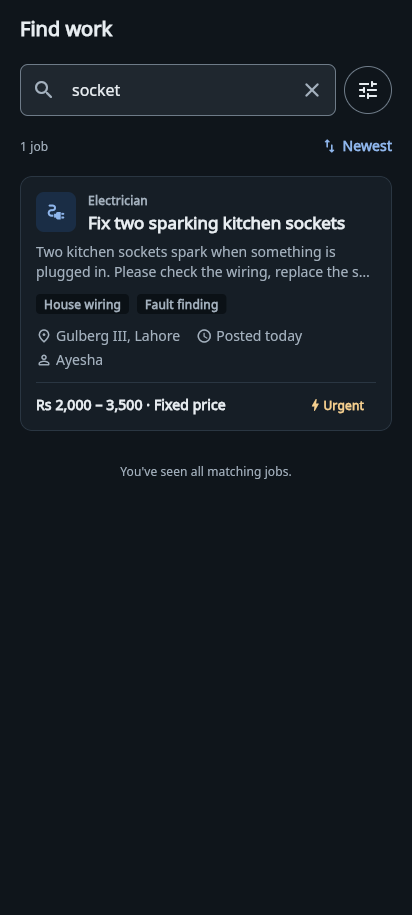 Find work
socket
1 job
Newest
Electrician
Fix two sparking kitchen sockets
Two kitchen sockets spark when something is
plugged in. Please check the wiring, replace the s...
House wiring
Fault finding
Gulberg III, Lahore
Posted today
Ayesha
Rs 2,000 – 3,500 · Fixed price
Urgent
You've seen all matching jobs.